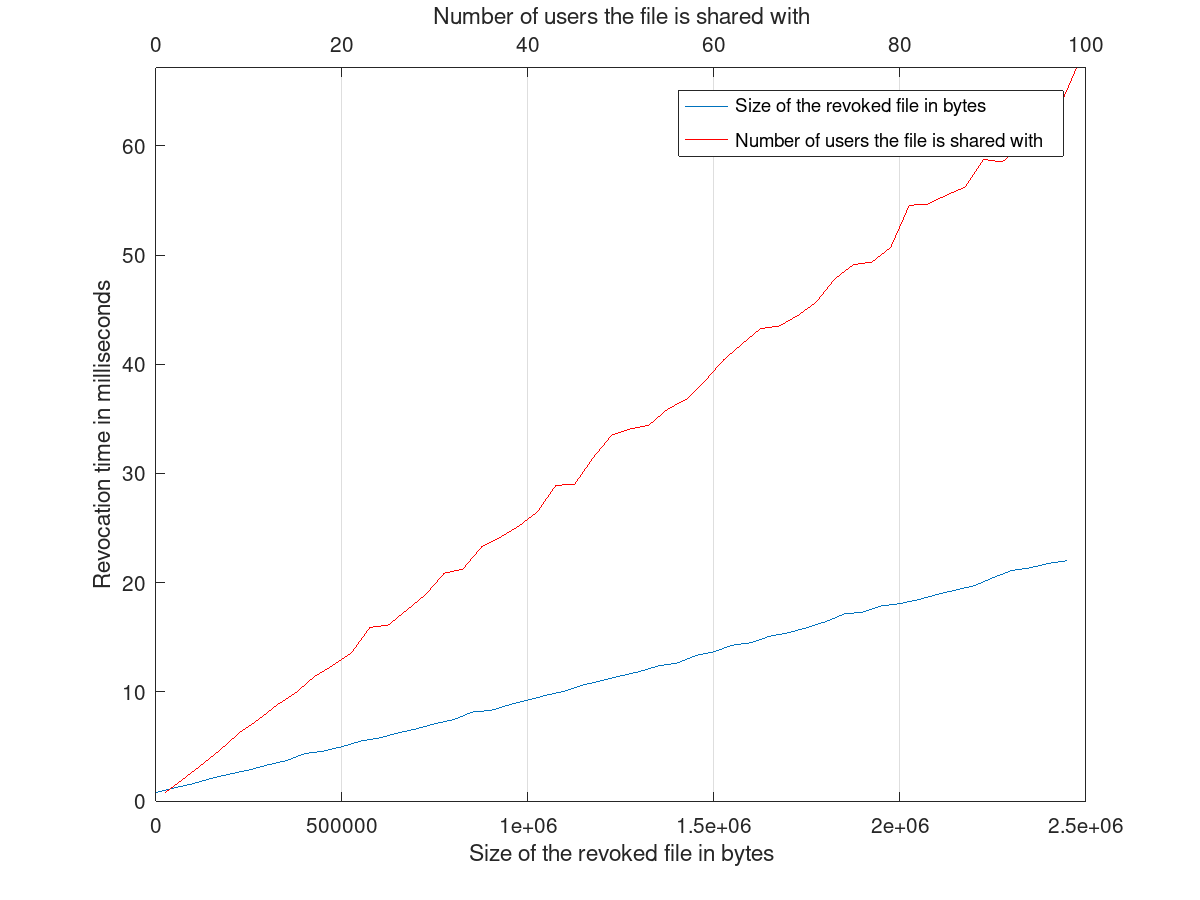 Number of users the file is shared with
0 20 40 60 80 100
Size of the revoked file in bytes
Number of users the file is shared with
60
50
40
30
20
10
0
Revocation time in milliseconds
0 500000 1e+06 1.5e+06 2e+06 2.5e+06
Size of the revoked file in bytes